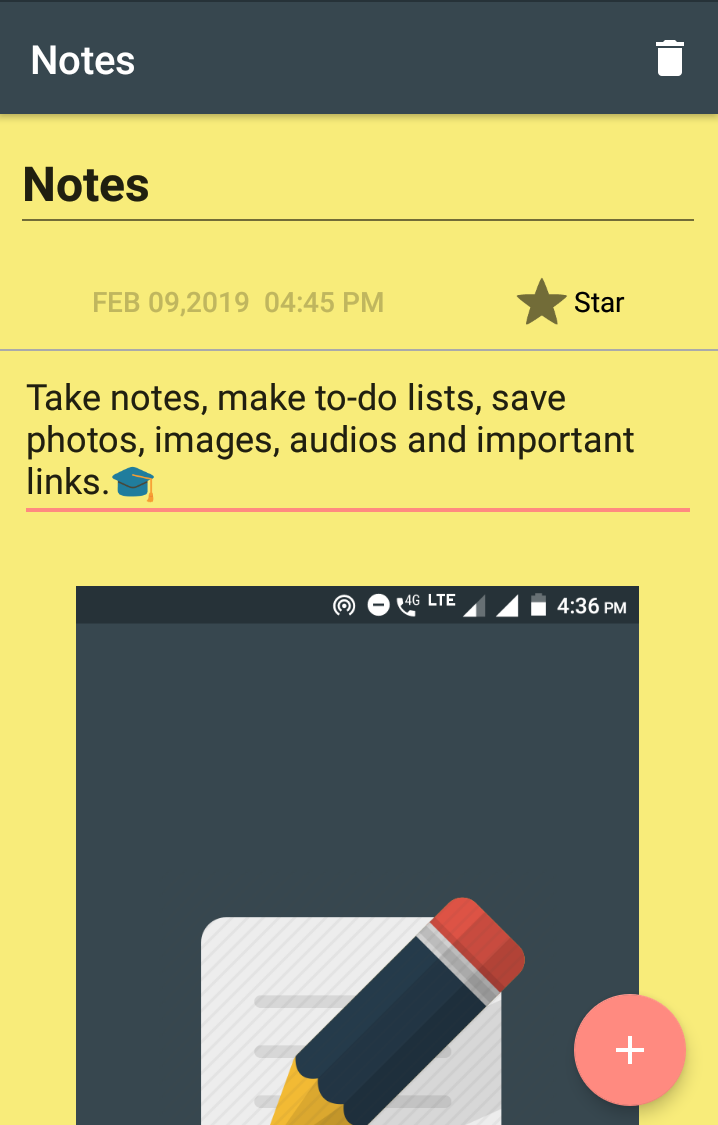 Notes
Notes
FEB 09,2019  04:45 PM
Star
Take notes, make to-do lists, save
photos, images, audios and important
links.🎓
4G LTE 4:36 PM